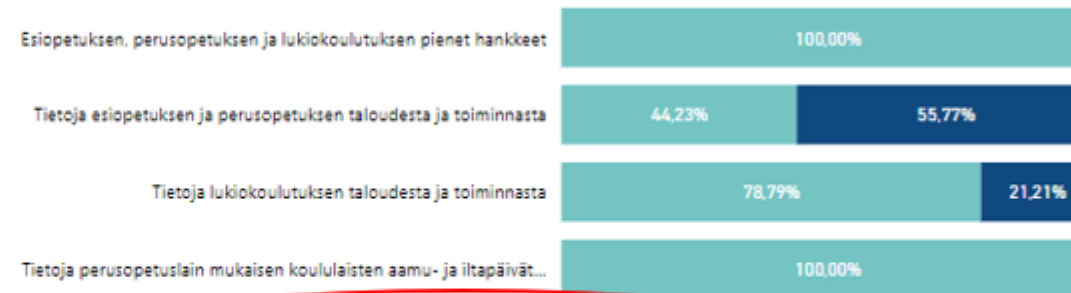 Esiopetuksen, perusopetuksen ja lukiokoulutuksen pienet hankkeet 100,00%
Tietoja esiopetuksen ja perusopetuksen taloudesta ja toiminnasta 44,23% 55,77%
Tietoja lukiokoulutuksen taloudesta ja toiminnasta 78,79% 21,21%
Tietoja perusopetuslain mukaisen koululaisten aamu- ja iltapäivät... 100,00%